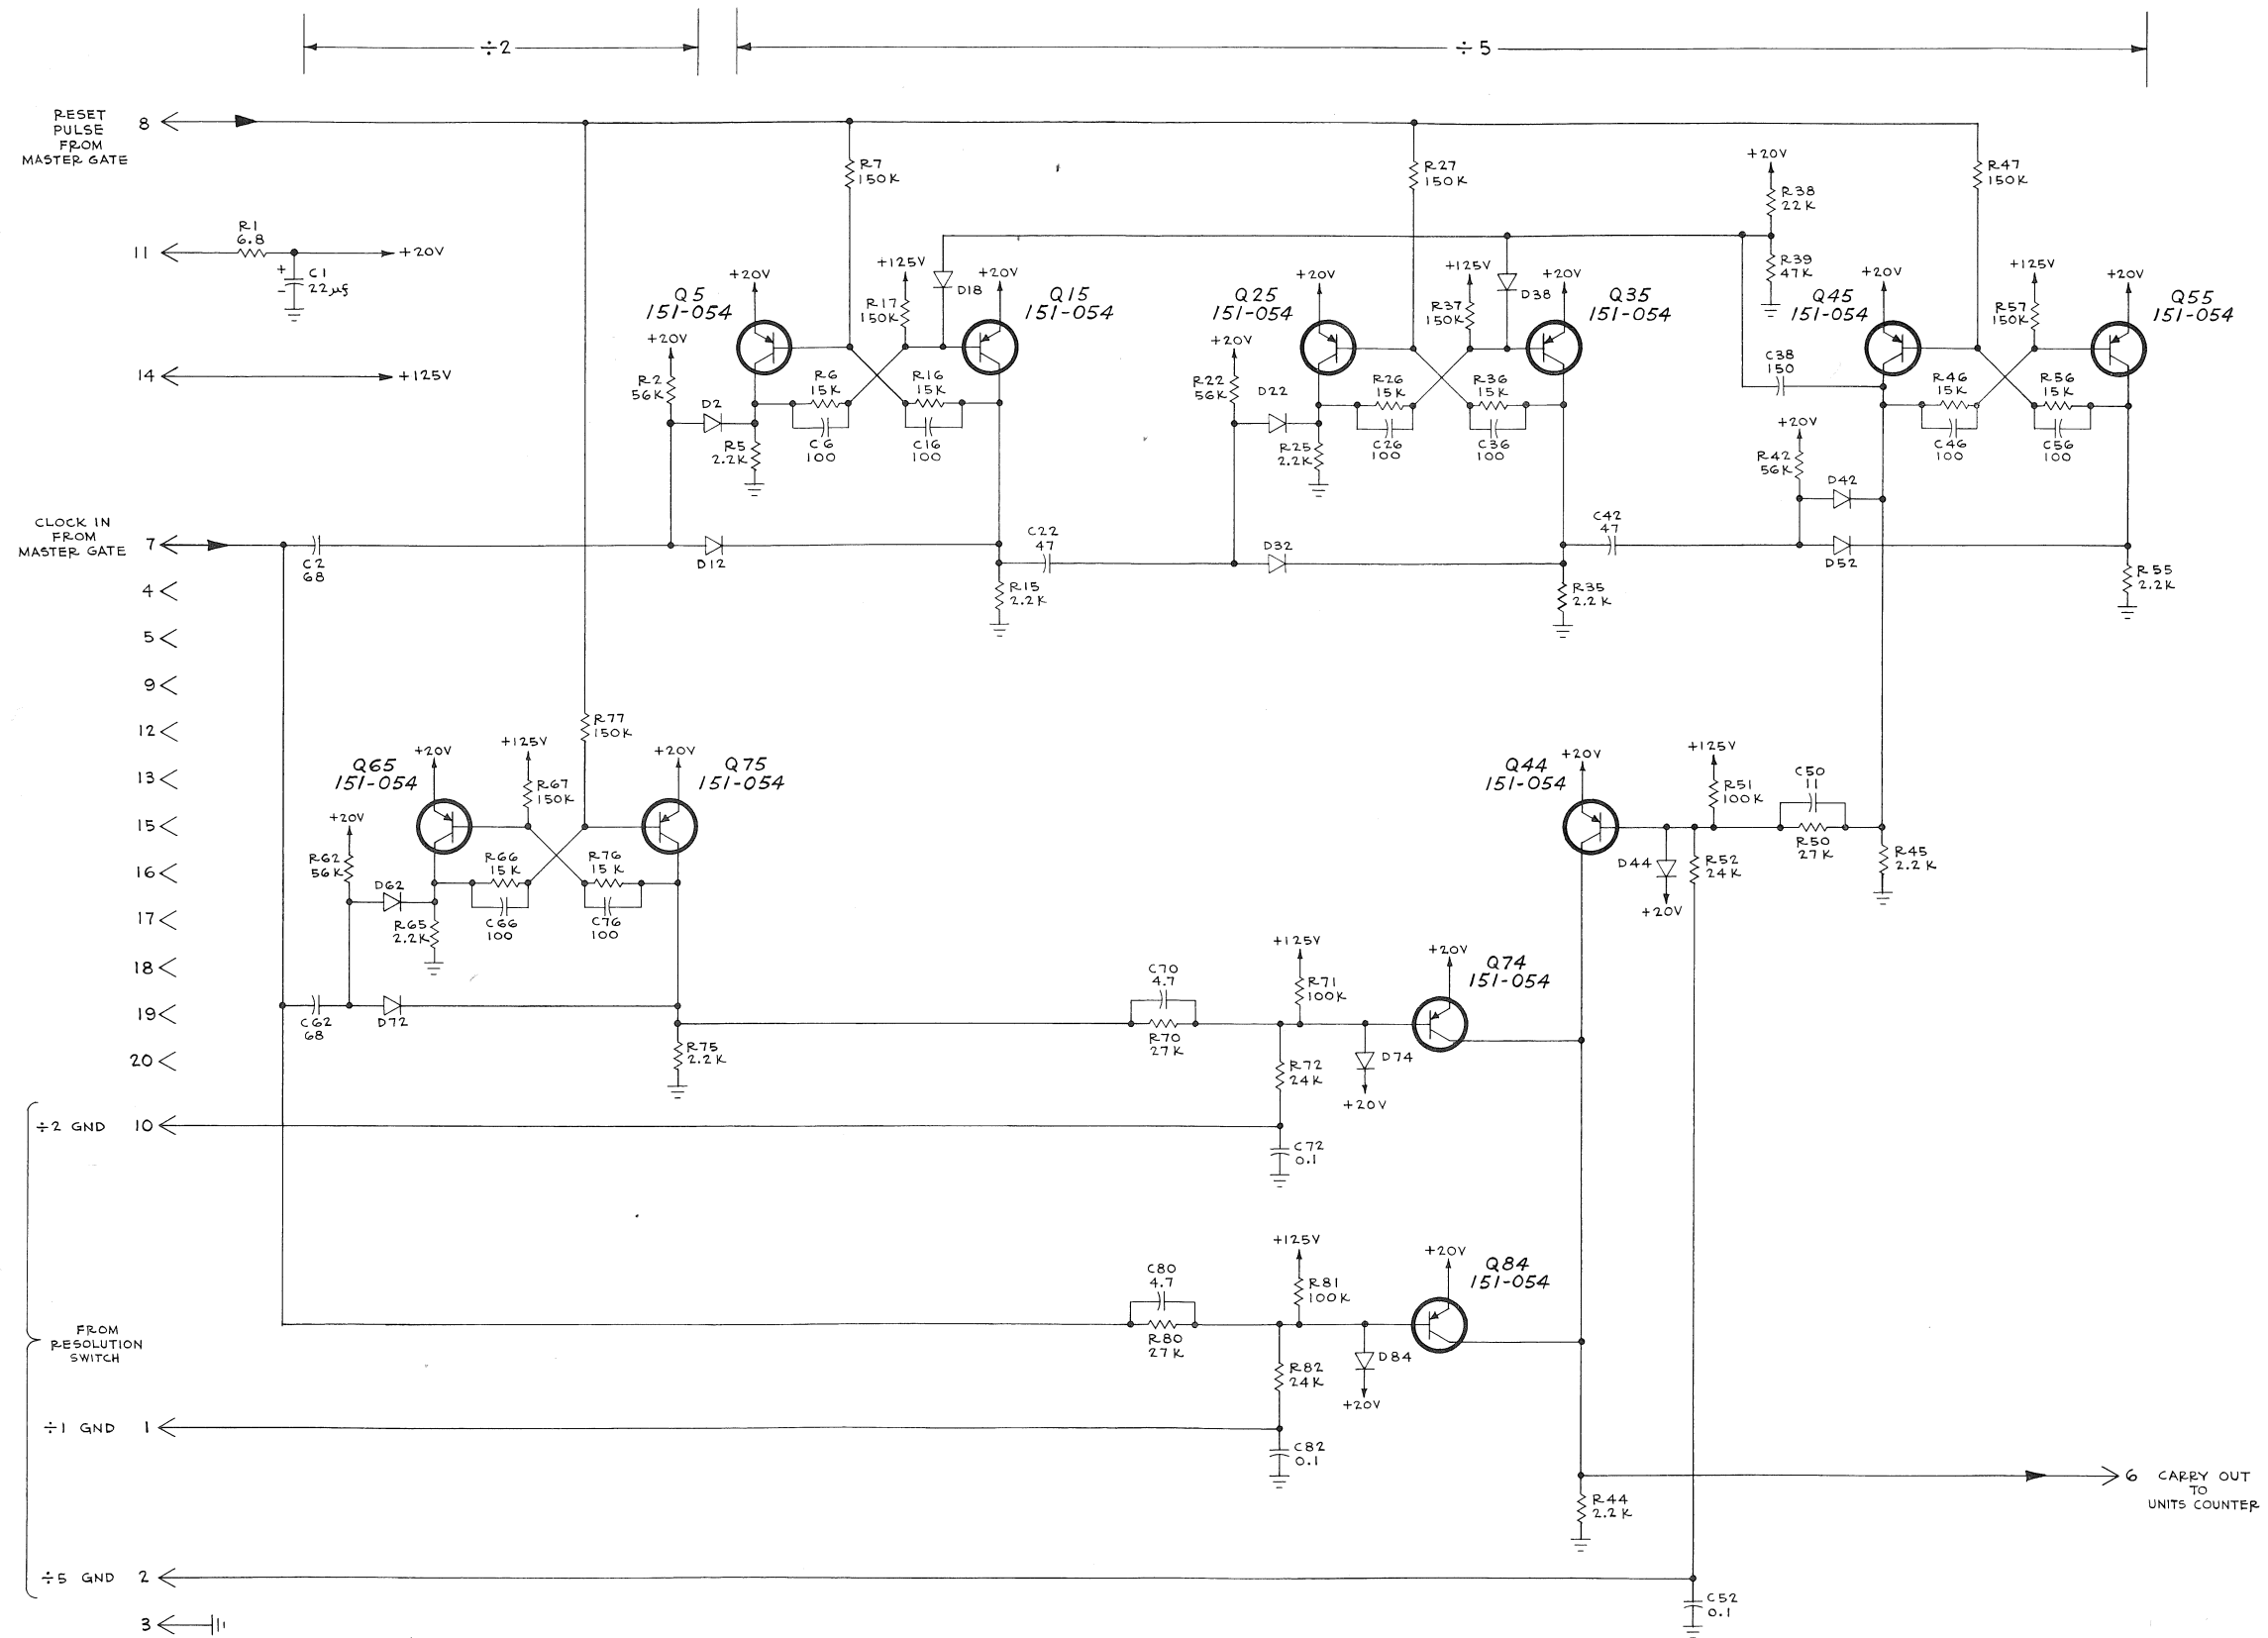 ÷2
÷5
RESET
PULSE
FROM
MASTER GATE
8
R7
150K
R27
150K
+20V
R38
22K
R47
150K
11
R1
6.8
+20V
+
C1
-
22µf
R39
47K
14
+125V
Q5
151-054
+20V
+125V
R17
150K
D18
+20V
Q15
151-054
+20V
R2
56K
D2
R5
2.2K
R6
15K
C6
100
R16
15K
C16
100
Q25
151-054
+20V
+125V
R37
150K
D38
+20V
Q35
151-054
+20V
R22
56K
D22
R25
2.2K
R26
15K
C26
100
R36
15K
C36
100
Q45
151-054
+20V
+125V
R57
150K
+20V
Q55
151-054
C38
150
+20V
R42
56K
D42
R46
15K
C46
100
R56
15K
C56
100
CLOCK IN
FROM
MASTER GATE
7
C2
68
D12
C22
47
R15
2.2K
D32
R35
2.2K
C42
47
D52
R55
2.2K
4
5
9
12
13
15
16
17
18
19
20
R77
150K
Q65
151-054
+20V
+125V
R67
150K
+20V
Q75
151-054
+20V
R62
56K
D62
R65
2.2K
R66
15K
C66
100
R76
15K
C76
100
C62
68
D72
R75
2.2K
Q44
151-054
+20V
+125V
R51
100K
C50
11
R50
27K
D44
+20V
R52
24K
R45
2.2K
C70
4.7
R70
27K
+125V
R71
100K
+20V
Q74
151-054
R72
24K
D74
+20V
÷2 GND 10
C72
0.1
C80
4.7
R80
27K
+125V
R81
100K
+20V
Q84
151-054
R82
24K
D84
+20V
FROM
RESOLUTION
SWITCH
÷1 GND 1
C82
0.1
6 CARRY OUT
TO
UNITS COUNTER
R44
2.2K
÷5 GND 2
C52
0.1
3